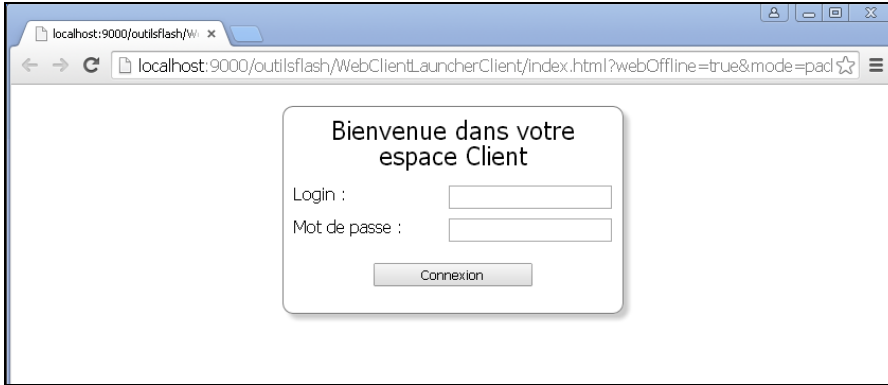 localhost:9000/outilsflash/W
localhost:9000/outilsflash/WebClientLauncherClient/index.html?webOffline=true&mode=pacl
Bienvenue dans votre
espace Client
Login :
Mot de passe :
Connexion